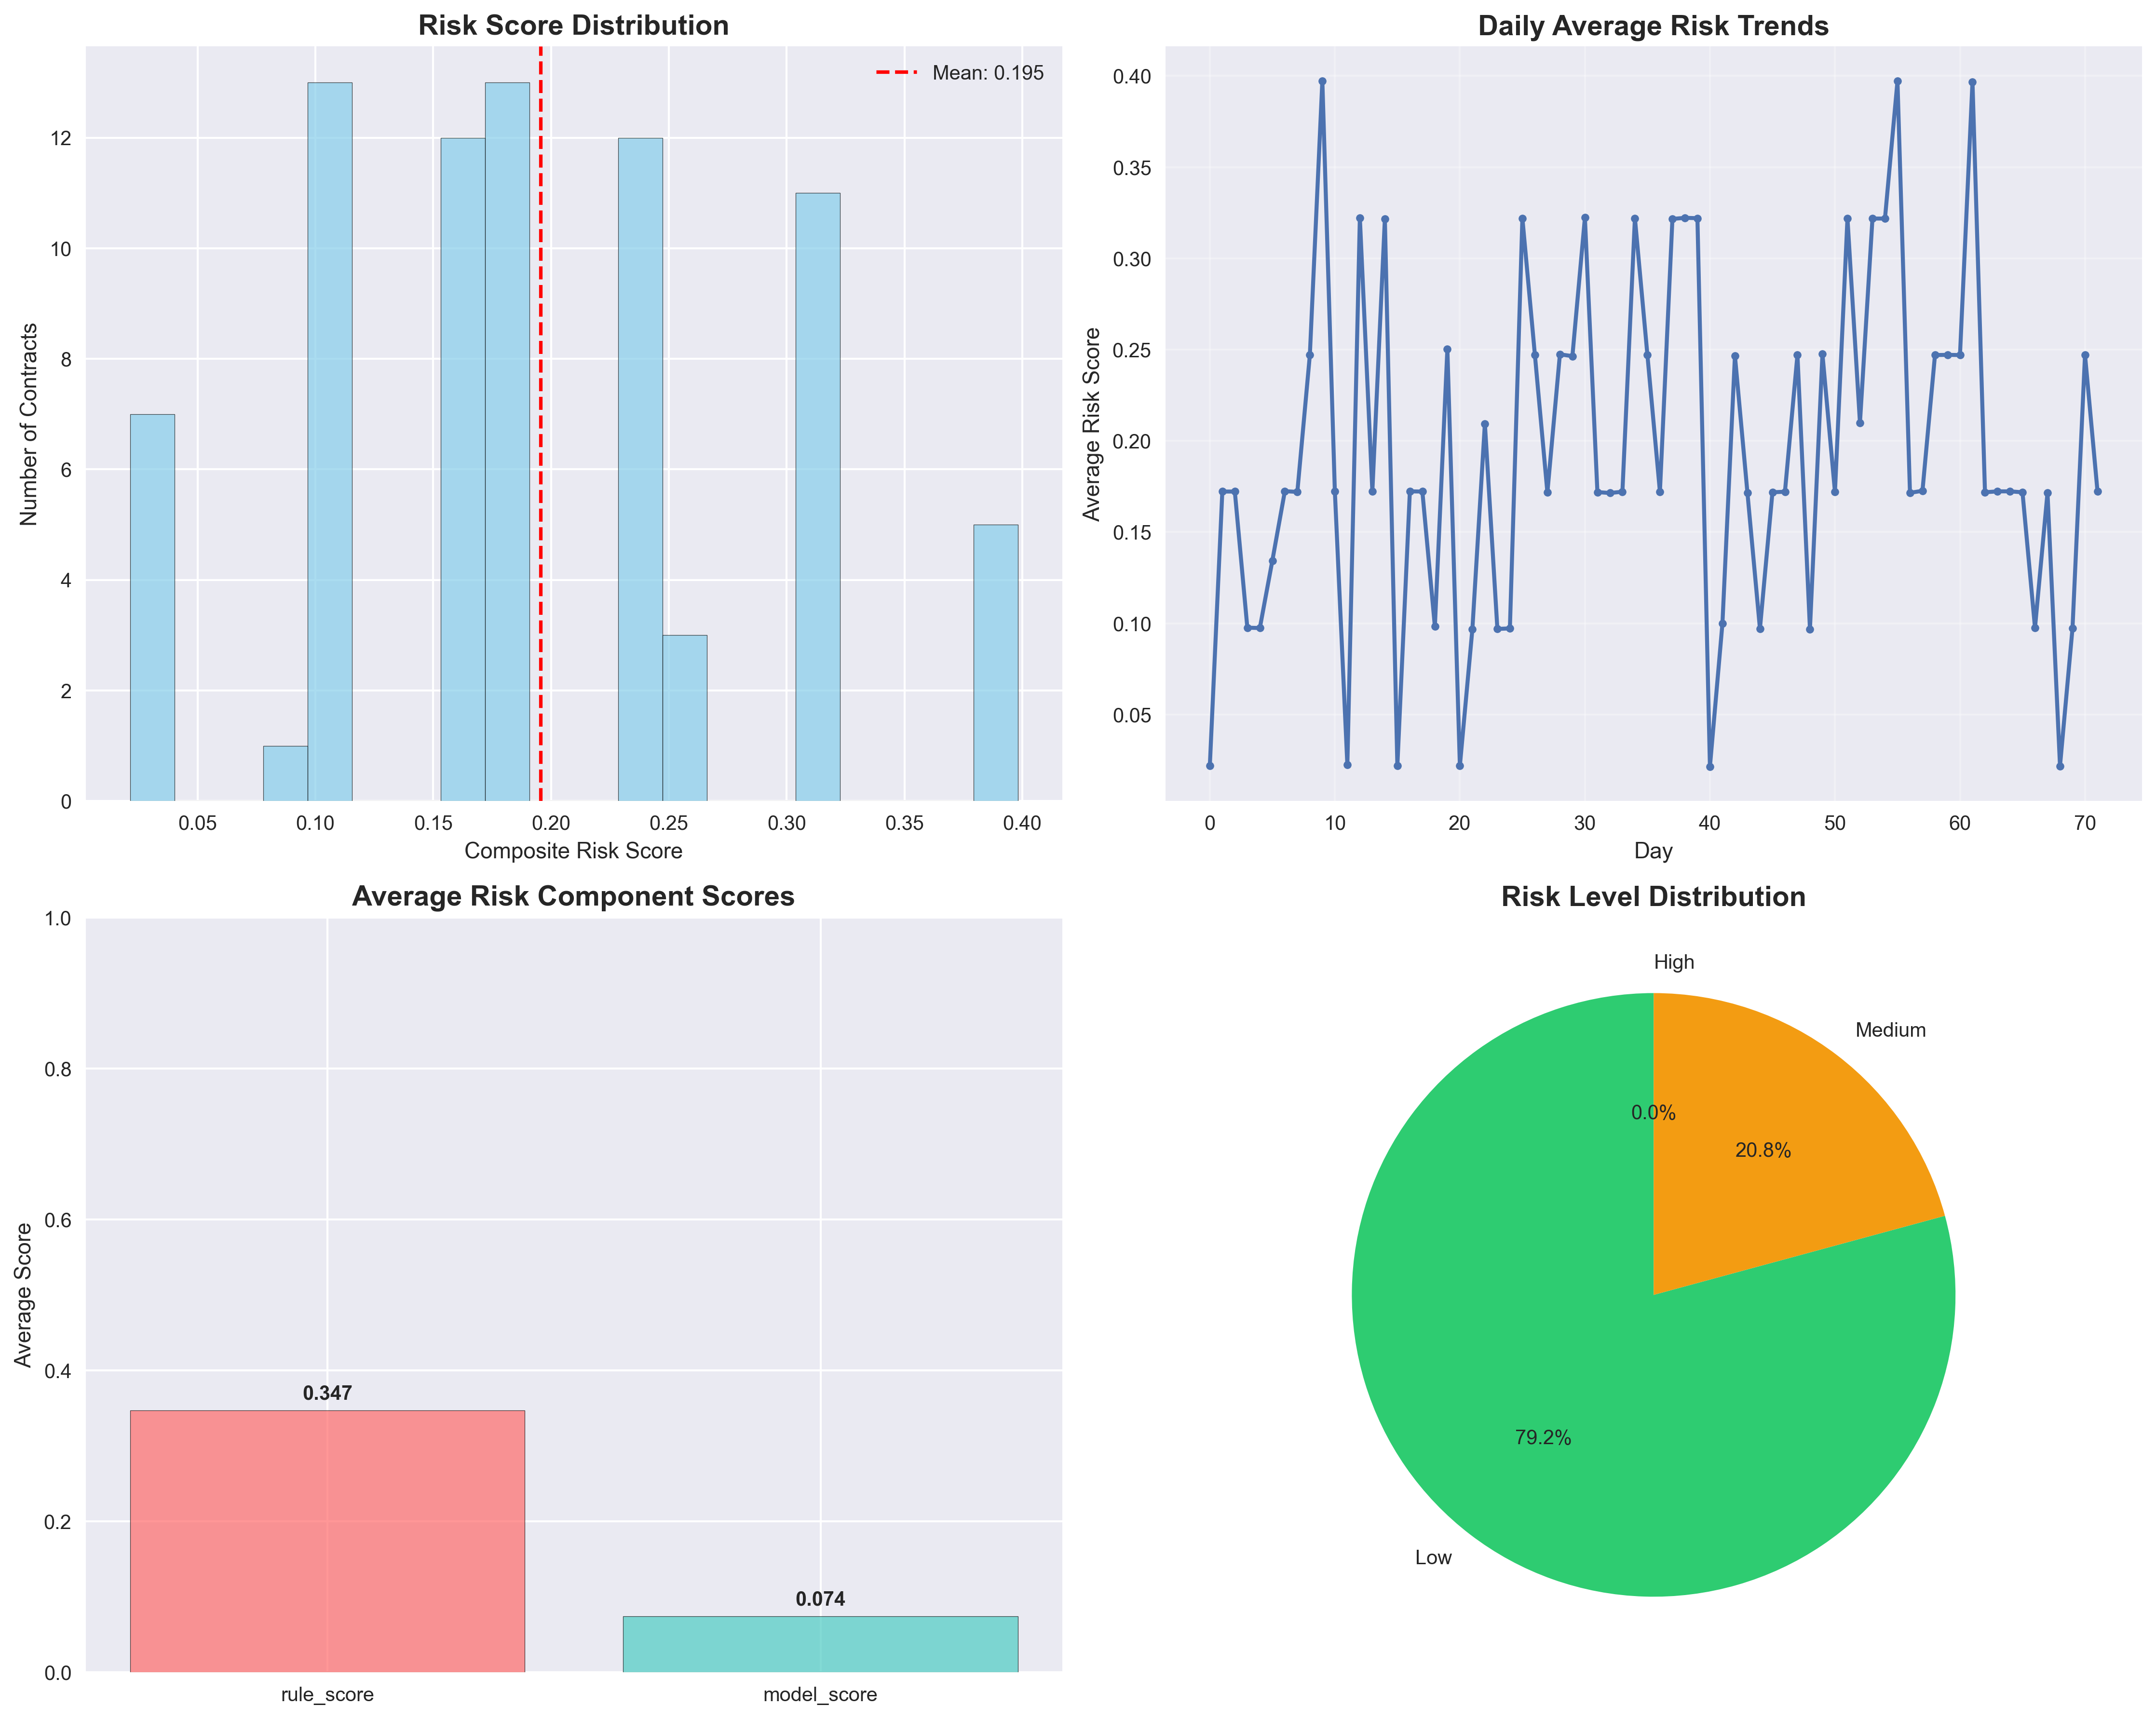 Risk Score Distribution
Mean: 0.195
Number of Contracts
12
10
8
6
4
2
0
0.05 0.10 0.15 0.20 0.25 0.30 0.35 0.40
Composite Risk Score
Daily Average Risk Trends
Average Risk Score
0.40
0.35
0.30
0.25
0.20
0.15
0.10
0.05
0 10 20 30 40 50 60 70
Day
Average Risk Component Scores
Average Score
1.0
0.8
0.6
0.4
0.2
0.0
0.347
0.074
rule_score model_score
Risk Level Distribution
High
Medium
0.0%
20.8%
79.2%
Low